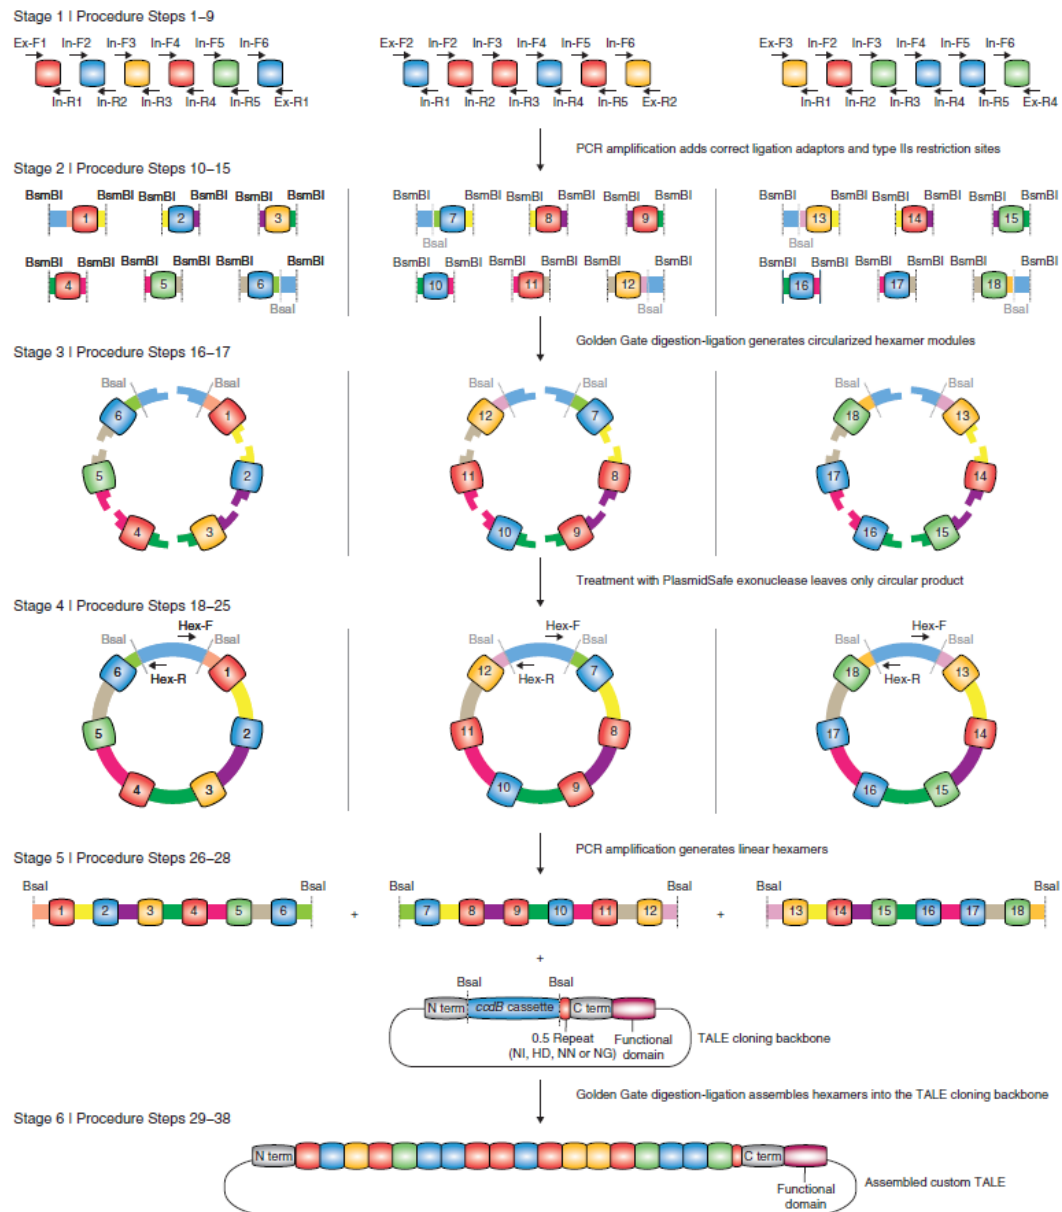 Stage 1 | Procedure Steps 1–9
Ex-F1 In-F2 In-F3 In-F4 In-F5 In-F6
In-R1 In-R2 In-R3 In-R4 In-R5 Ex-R1
Ex-F2 In-F2 In-F3 In-F4 In-F5 In-F6
In-R1 In-R2 In-R3 In-R4 In-R5 Ex-R2
Ex-F3 In-F2 In-F3 In-F4 In-F5 In-F6
In-R1 In-R2 In-R3 In-R4 In-R5 Ex-R4
PCR amplification adds correct ligation adaptors and type IIs restriction sites
Stage 2 | Procedure Steps 10–15
BsmBI BsmBI BsmBI BsmBI BsmBI BsmBI
1 2 3
BsmBI BsmBI BsmBI BsmBI BsmBI BsmBI
4 5 6
BsaI
BsmBI BsmBI BsmBI BsmBI BsmBI BsmBI
7 8 9
BsaI
BsmBI BsmBI BsmBI BsmBI BsmBI BsmBI
10 11 12
BsaI
BsmBI BsmBI BsmBI BsmBI BsmBI BsmBI
13 14 15
BsaI
BsmBI BsmBI BsmBI BsmBI BsmBI BsmBI
16 17 18
BsaI
Golden Gate digestion-ligation generates circularized hexamer modules
Stage 3 | Procedure Steps 16–17
BsaI BsaI
6 1
5 2
4 3
BsaI BsaI
12 7
11 8
10 9
BsaI BsaI
18 13
17 14
16 15
Treatment with PlasmidSafe exonuclease leaves only circular product
Stage 4 | Procedure Steps 18–25
Hex-F
BsaI BsaI
Hex-R
6 1
5 2
4 3
Hex-F
BsaI BsaI
Hex-R
12 7
11 8
10 9
Hex-F
BsaI BsaI
Hex-R
18 13
17 14
16 15
PCR amplification generates linear hexamers
Stage 5 | Procedure Steps 26–28
BsaI BsaI BsaI BsaI BsaI BsaI
1 2 3 4 5 6 + 7 8 9 10 11 12 + 13 14 15 16 17 18
+
BsaI BsaI
N term ccdB cassette C term
0.5 Repeat
(NI, HD, NN or NG)
Functional
domain
TALE cloning backbone
Golden Gate digestion-ligation assembles hexamers into the TALE cloning backbone
Stage 6 | Procedure Steps 29–38
N term C term
Functional
domain
Assembled custom TALE